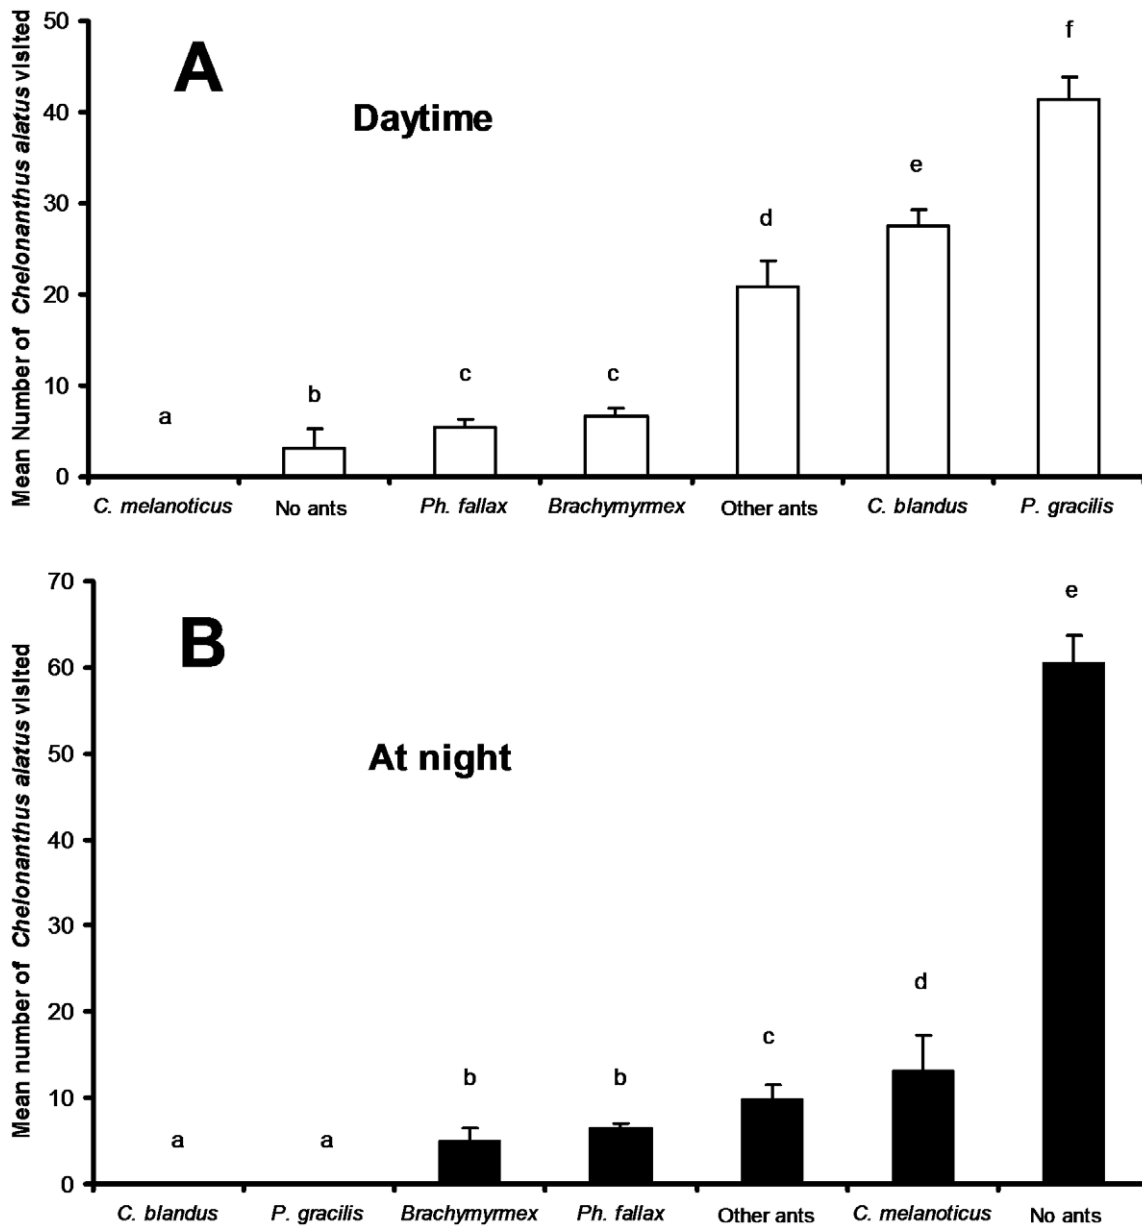 A
Daytime
Mean Number of Chelonanthus alatus visited
50
40
30
20
10
0
a
b
c
c
d
e
f
C. melanoticus No ants Ph. fallax Brachymyrmex Other ants C. blandus P. gracilis
B
At night
Mean number of Chelonanthus alatus visited
70
60
50
40
30
20
10
0
a
a
b
b
c
d
e
C. blandus P. gracilis Brachymyrmex Ph. fallax Other ants C. melanoticus No ants